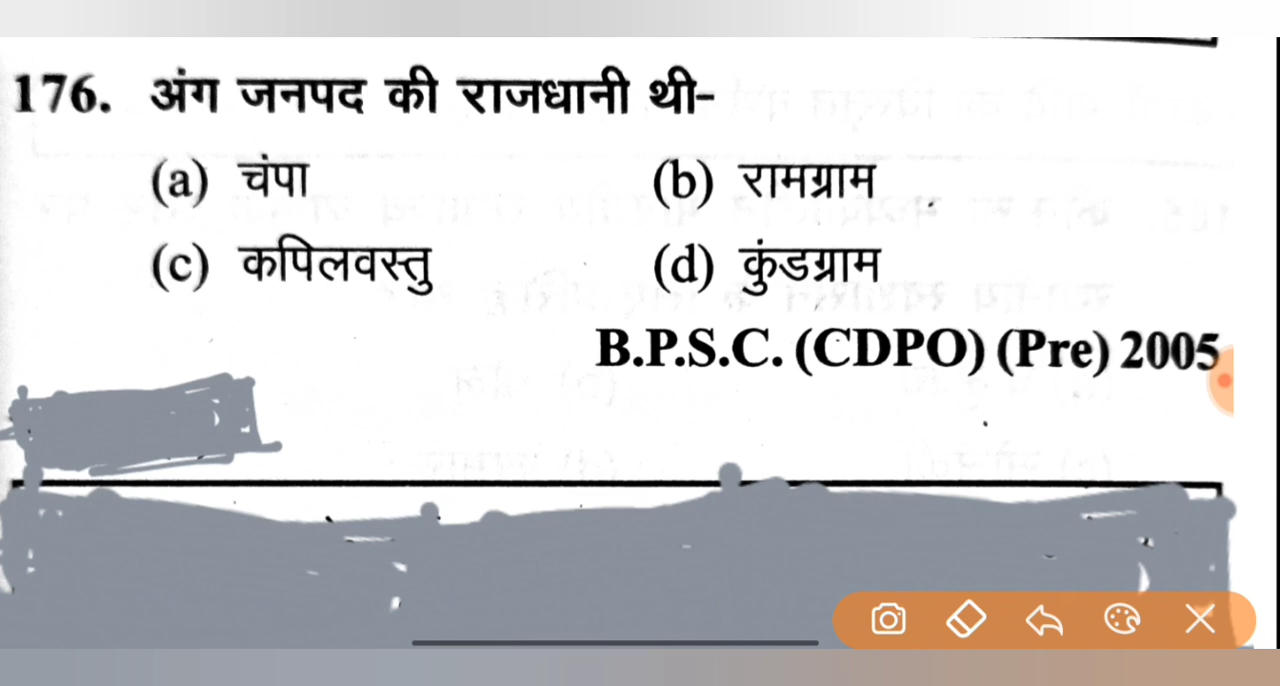 176. अंग जनपद की राजधानी थी-
(a) चंपा (b) रामग्राम
(c) कपिलवस्तु (d) कुंडग्राम
B.P.S.C. (CDPO) (Pre) 2005